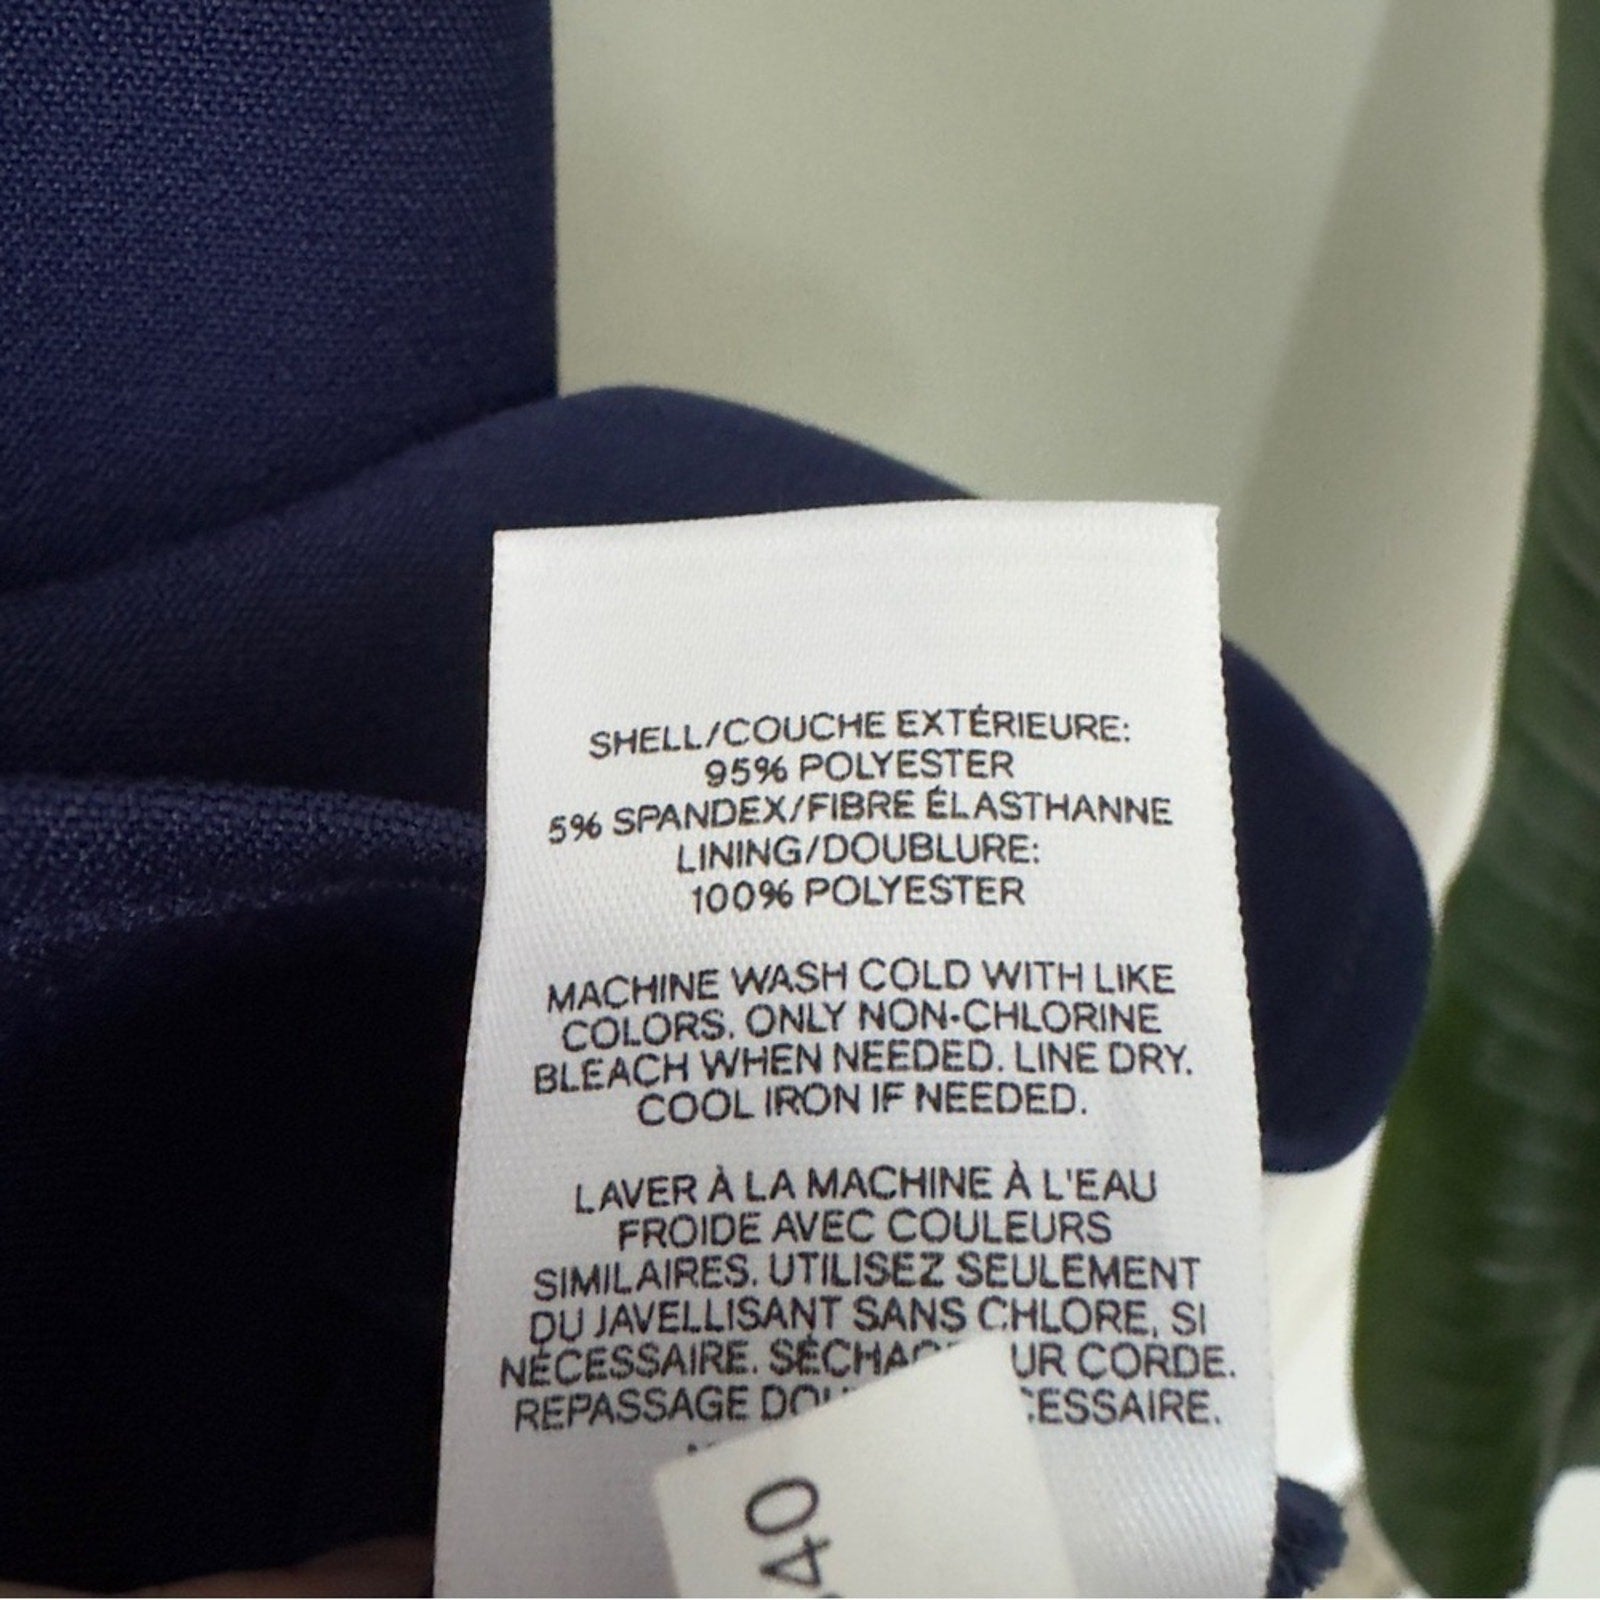 SHELL/COUCHE EXTÉRIEURE:
95% POLYESTER
5% SPANDEX/FIBRE ÉLASTHANNE
LINING/DOUBLURE:
100% POLYESTER
MACHINE WASH COLD WITH LIKE
COLORS. ONLY NON-CHLORINE
BLEACH WHEN NEEDED. LINE DRY.
COOL IRON IF NEEDED.
LAVER À LA MACHINE À L'EAU
FROIDE AVEC COULEURS
SIMILAIRES. UTILISEZ SEULEMENT
DU JAVELLISANT SANS CHLORE, SI
NÉCESSAIRE. CORDE.
REPASSAGE